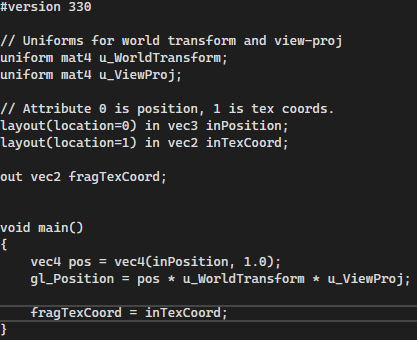 #version 330

// Uniforms for world transform and view-proj
uniform mat4 u_WorldTransform;
uniform mat4 u_ViewProj;

// Attribute 0 is position, 1 is tex coords.
layout(location=0) in vec3 inPosition;
layout(location=1) in vec2 inTexCoord;

out vec2 fragTexCoord;


void main()
{
    vec4 pos = vec4(inPosition, 1.0);
    gl_Position = pos * u_WorldTransform * u_ViewProj;

    fragTexCoord = inTexCoord;
}